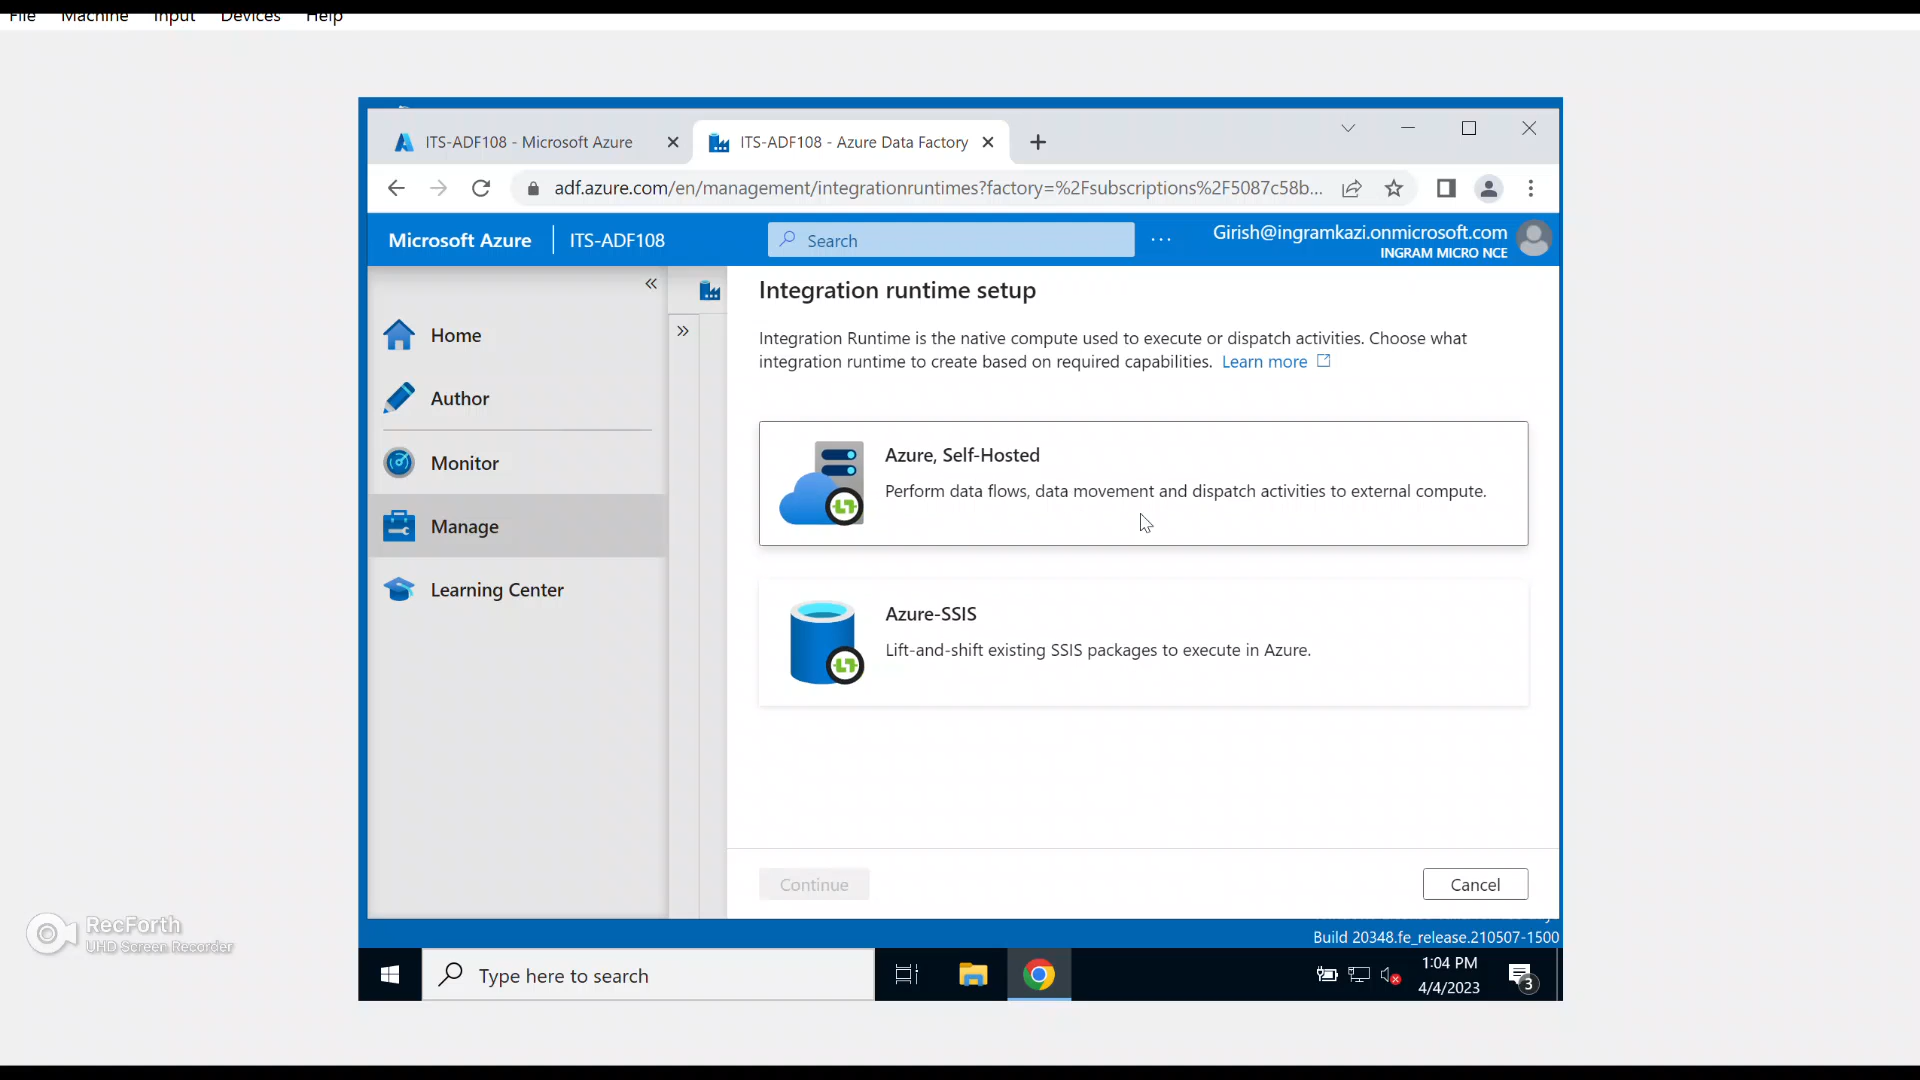 File Machine Input Devices Help
ITS-ADF108 - Microsoft Azure
ITS-ADF108 - Azure Data Factory
adf.azure.com/en/management/integrationruntimes?factory=%2Fsubscriptions%2F5087c58b...
Microsoft Azure
ITS-ADF108
Search
Girish@ingramkazi.onmicrosoft.com
INGRAM MICRO NCE
Home
Author
Monitor
Manage
Learning Center
Integration runtime setup
Integration Runtime is the native compute used to execute or dispatch activities. Choose what
integration runtime to create based on required capabilities. Learn more
Azure, Self-Hosted
Perform data flows, data movement and dispatch activities to external compute.
Azure-SSIS
Lift-and-shift existing SSIS packages to execute in Azure.
Continue
Cancel
RecForth
UHD Screen Recorder
Build 20348.fe_release.210507-1500
Type here to search
1:04 PM
4/4/2023
3